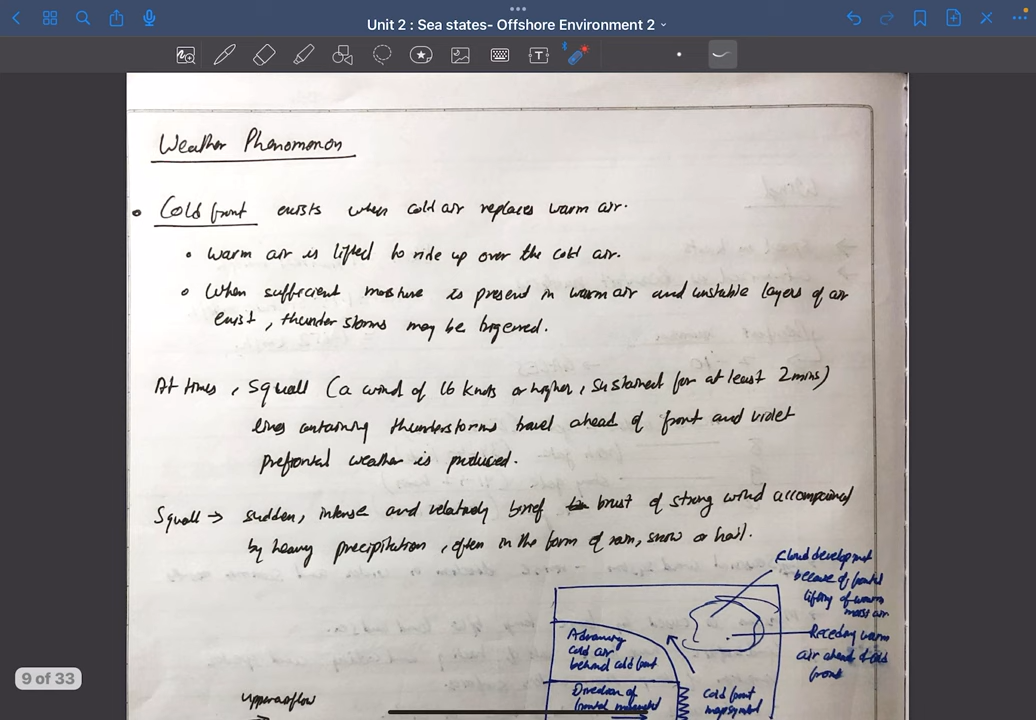 Unit 2 : Sea states- Offshore Environment 2
Weather Phenomenon
Cold front exists when cold air replaces warm air.
• Warm air is lifted to ride up over the cold air.
• When sufficient moisture is present in warm air and unstable layers of air
exist, thunder storms may be
At times, Squall (a wind of 16 knots or higher, sustained for at least 2 mins)
lines containing thunderstorms travel ahead of front and violet
prefrontal weather is produced.
Squall → sudden, intense and relatively brief brust of strong wind accompained
by heavy precipitation, often in the form of rain, snow or hail.
Cloud development
because of frontal
lifting of warm
moist air
Advancing
cold air
behind cold front
Receding warm
air ahead of cold
front
Direction of
frontal movement
Cold front
map symbol
Upper airflow
9 of 33